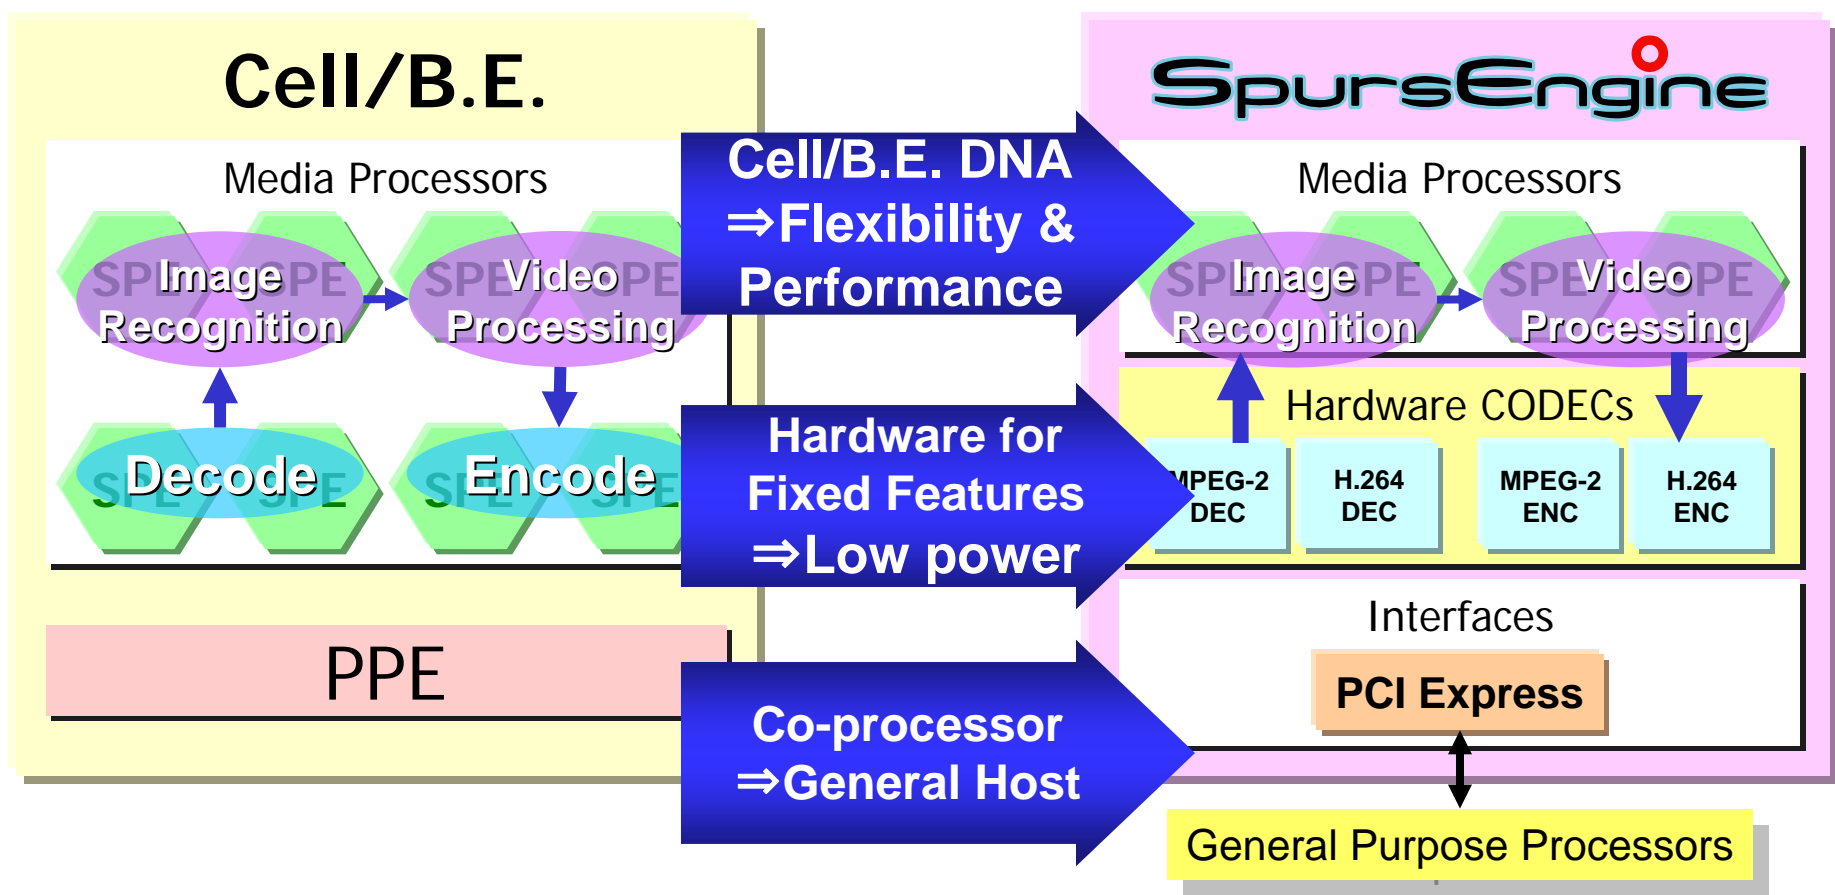 Cell/B.E.
Media Processors
SPE SPE SPE SPE
Image
Recognition
Video
Processing
SPE SPE SPE SPE
Decode
Encode
PPE
Cell/B.E. DNA
⇒Flexibility &
Performance
Hardware for
Fixed Features
⇒Low power
Co-processor
⇒General Host
SpursEngine
Media Processors
SPE SPE SPE SPE
Image
Recognition
Video
Processing
Hardware CODECs
MPEG-2
DEC
H.264
DEC
MPEG-2
ENC
H.264
ENC
Interfaces
PCI Express
General Purpose Processors